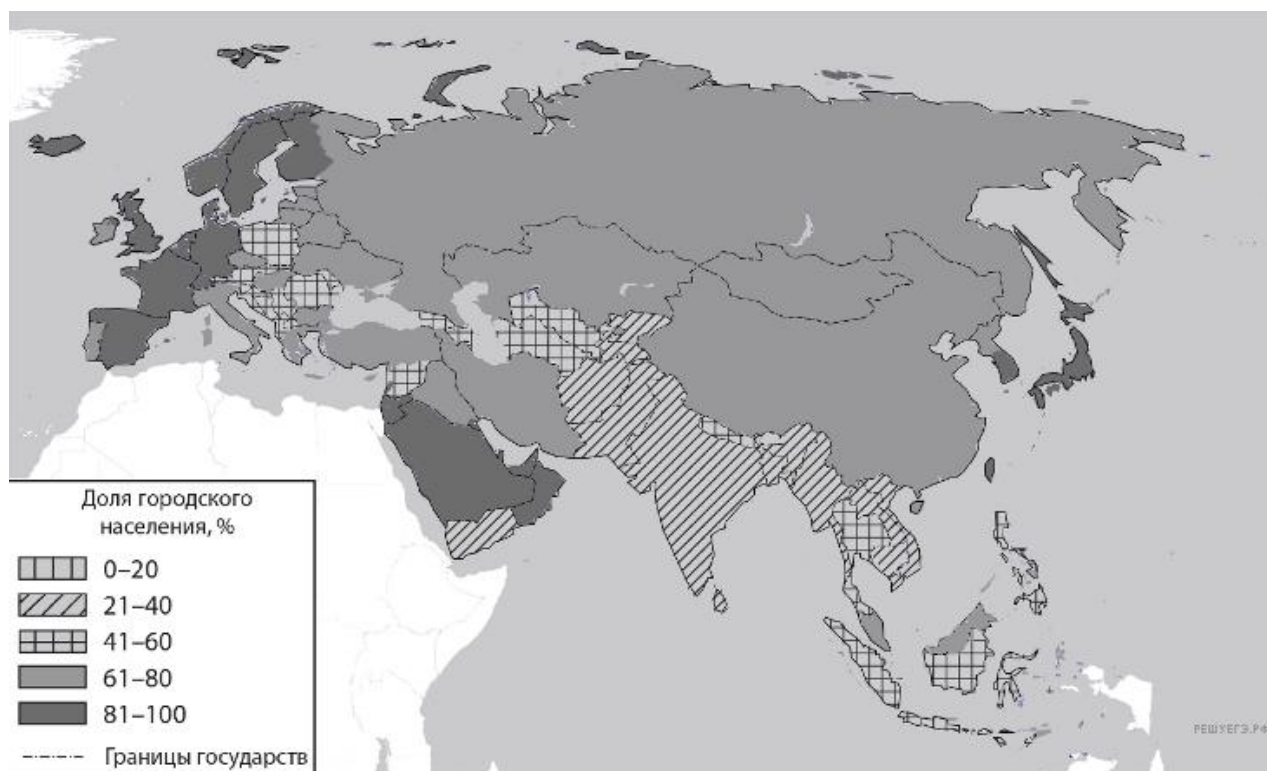 Доля городского
населения, %
0–20
21–40
41–60
61–80
81–100
Границы государств
РЕШУЕГЭ.РФ